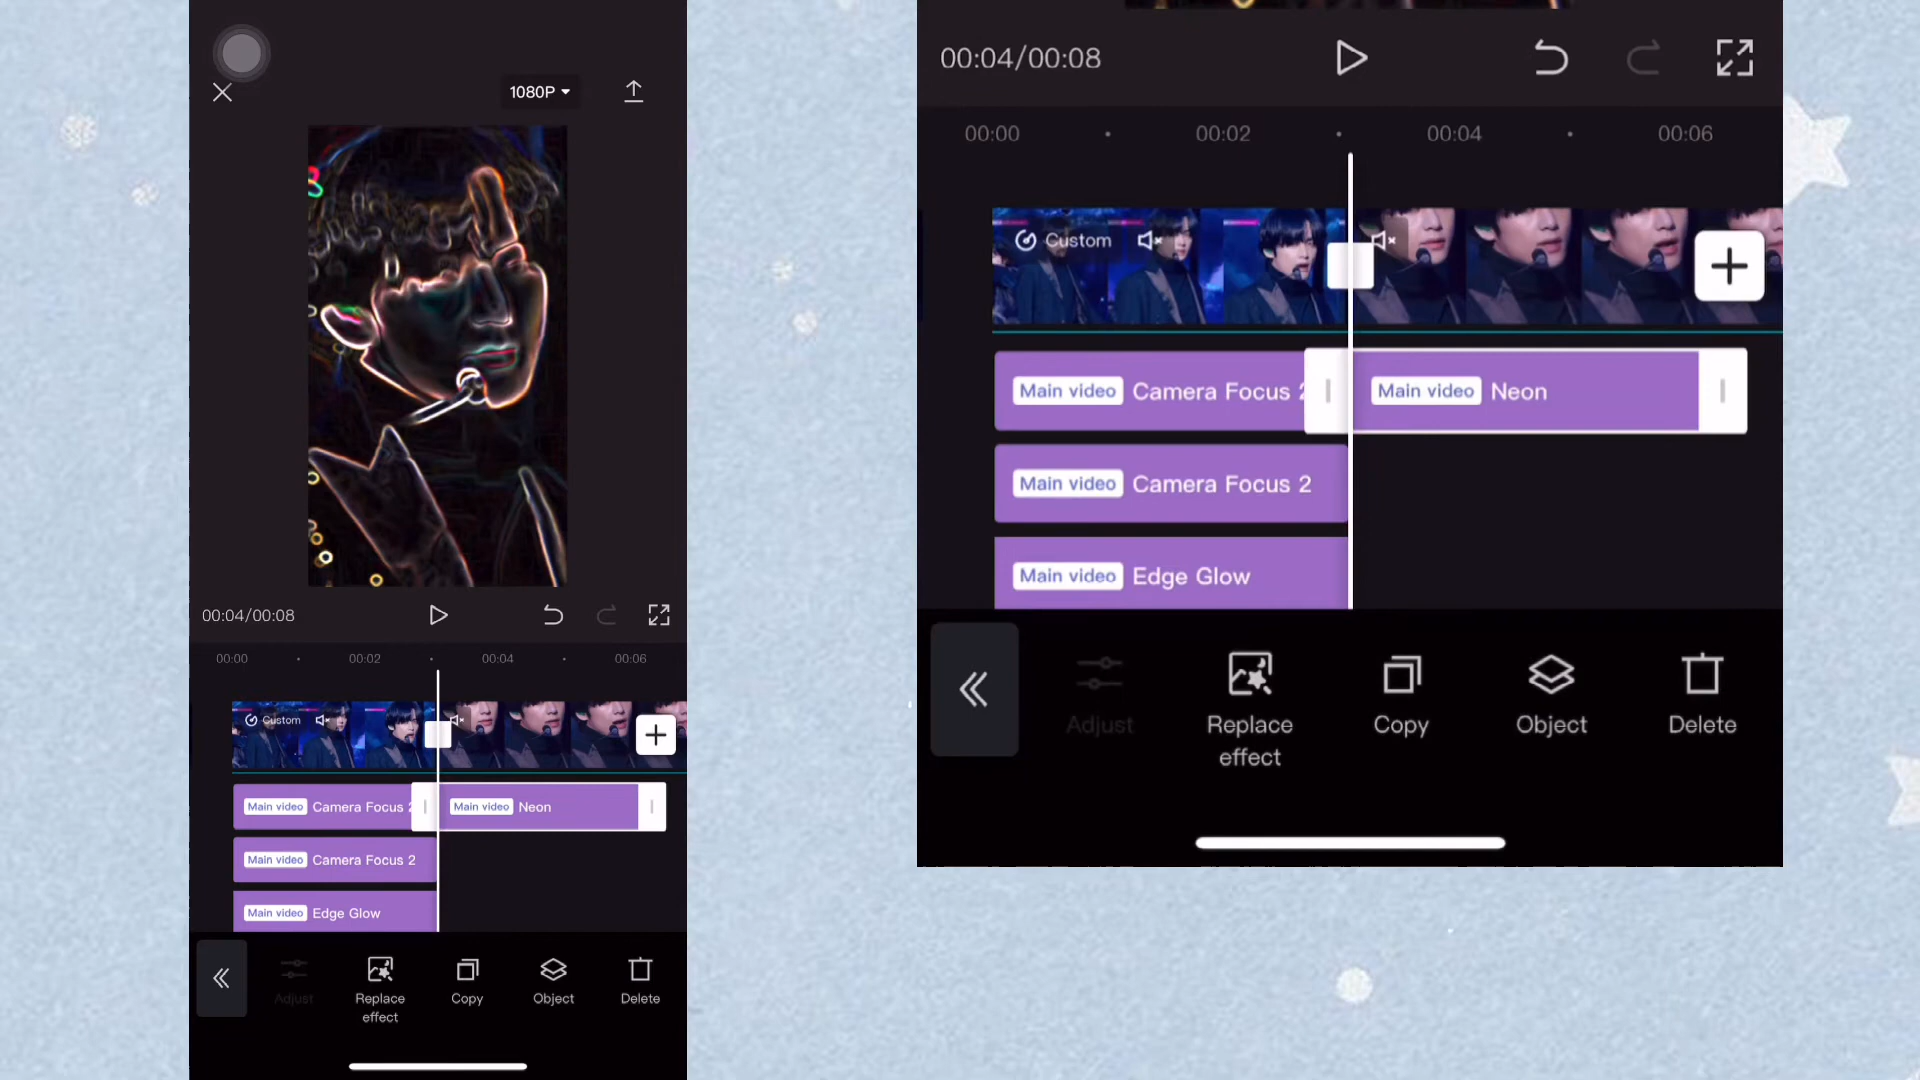 1080P
00:04/00:08
00:00
00:02
00:04
00:06
Custom
Main video Camera Focus
Main video Neon
Main video Camera Focus 2
Main video Edge Glow
Adjust
Replace
effect
Copy
Object
Delete
00:04/00:08
00:00
00:02
00:04
00:06
Custom
Main video Camera Focus 2
Main video Neon
Main video Camera Focus 2
Main video Edge Glow
Adjust
Replace
effect
Copy
Object
Delete